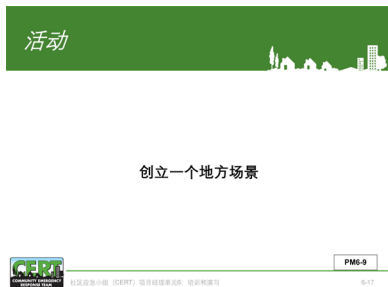 活动
创立一个地方场景
PM6-9
CERT
COMMUNITY EMERGENCY
RESPONSE TEAM
社区应急小组（CERT）项目经理单元6：培训和演习
6-17